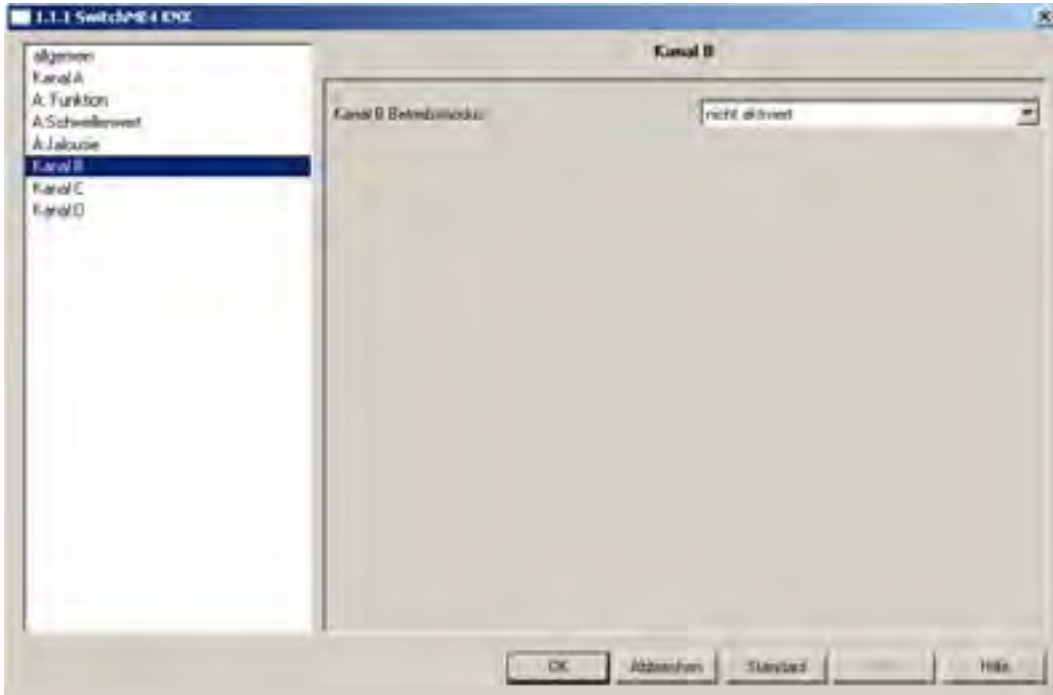 1.1.1 SwitchME4 KNX
allgemein
Kanal A
A: Funktion
A:Schwellenwert
A:Jalousie
Kanal B
Kanal C
Kanal D
Kanal B
Kanal B Betriebsmodus:
nicht aktiviert
OK
Abbrechen
Standard
Hilfe